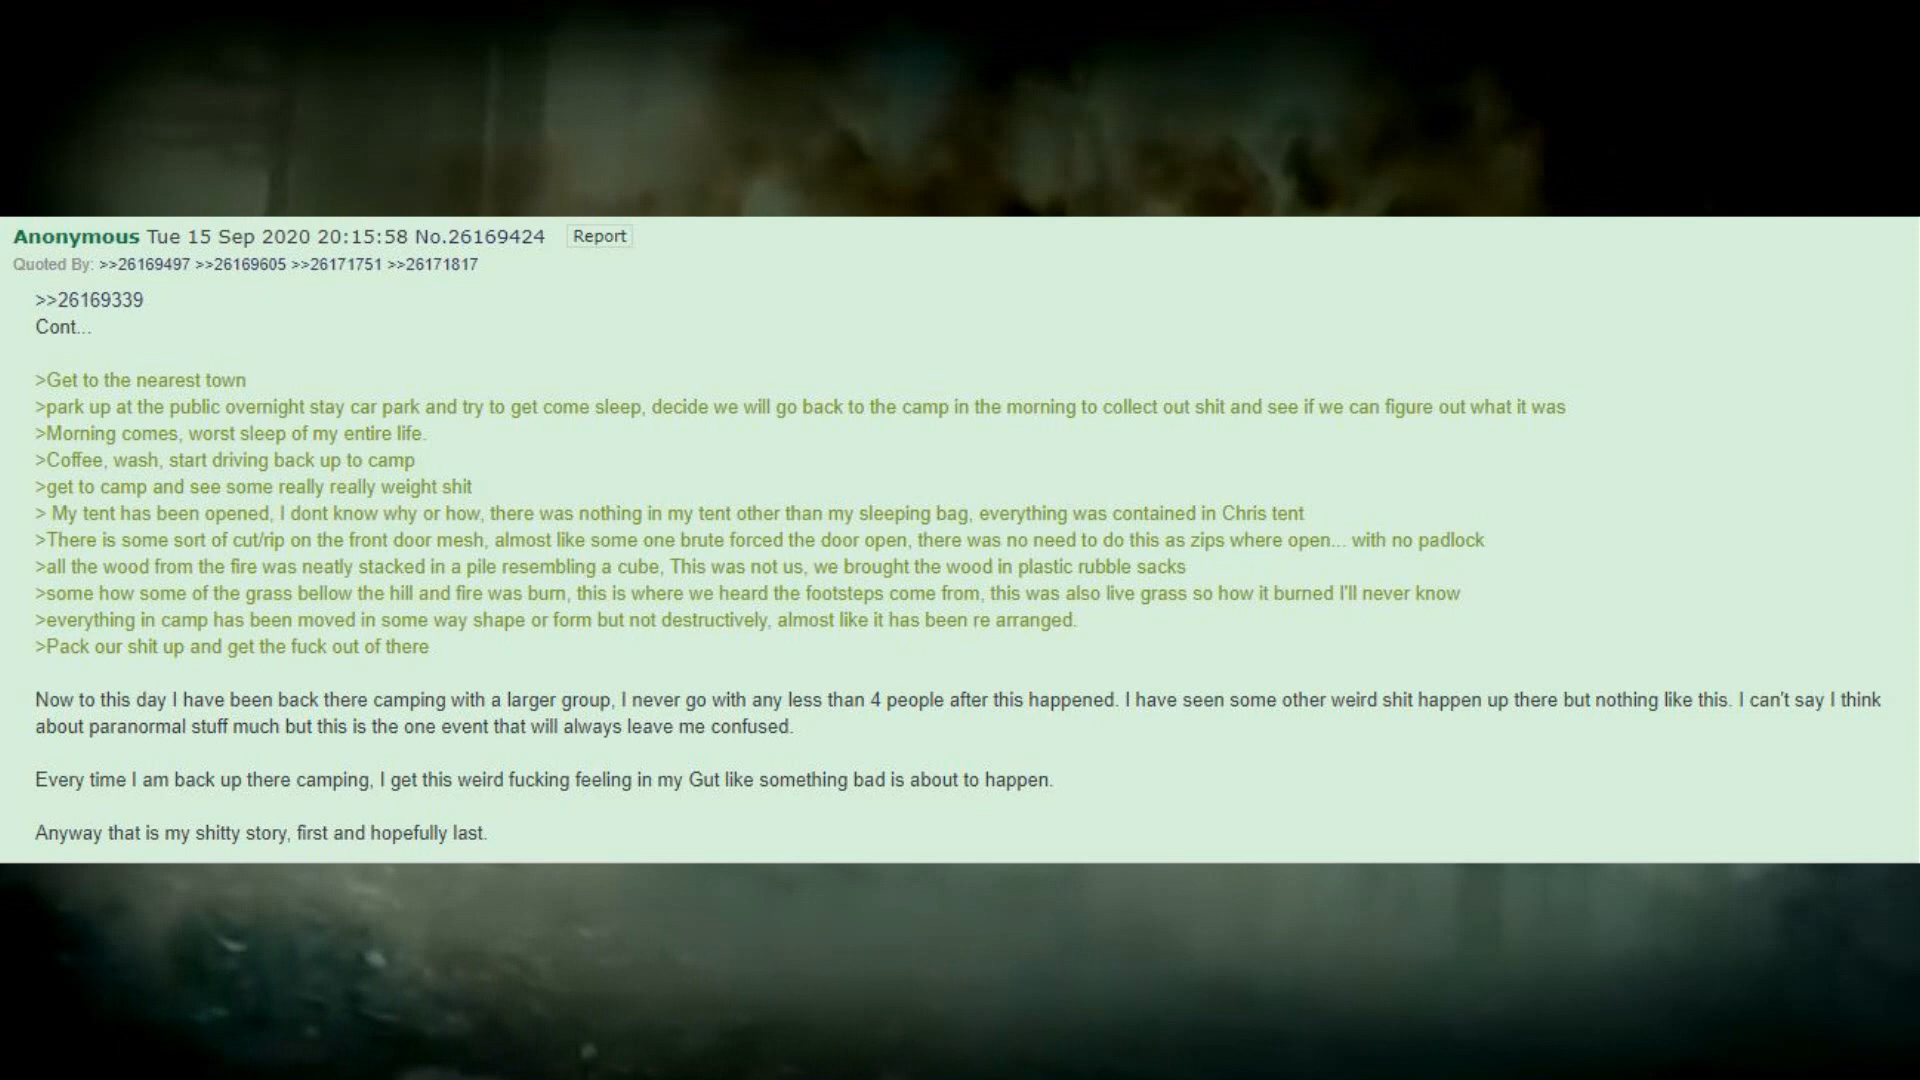 Anonymous Tue 15 Sep 2020 20:15:58 No.26169424 Report
Quoted By: >>26169497 >>26169605 >>26171751 >>26171817
>>26169339
Cont...
>Get to the nearest town
>park up at the public overnight stay car park and try to get come sleep, decide we will go back to the camp in the morning to collect out shit and see if we can figure out what it was
>Morning comes, worst sleep of my entire life.
>Coffee, wash, start driving back up to camp
>get to camp and see some really really weight shit
> My tent has been opened, I dont know why or how, there was nothing in my tent other than my sleeping bag, everything was contained in Chris tent
>There is some sort of cut/rip on the front door mesh, almost like some one brute forced the door open, there was no need to do this as zips where open... with no padlock
>all the wood from the fire was neatly stacked in a pile resembling a cube, This was not us, we brought the wood in plastic rubble sacks
>some how some of the grass bellow the hill and fire was burn, this is where we heard the footsteps come from, this was also live grass so how it burned I'll never know
>everything in camp has been moved in some way shape or form but not destructively, almost like it has been re arranged.
>Pack our shit up and get the fuck out of there
Now to this day I have been back there camping with a larger group, I never go with any less than 4 people after this happened. I have seen some other weird shit happen up there but nothing like this. I can't say I think
about paranormal stuff much but this is the one event that will always leave me confused.
Every time I am back up there camping, I get this weird fucking feeling in my Gut like something bad is about to happen.
Anyway that is my shitty story, first and hopefully last.